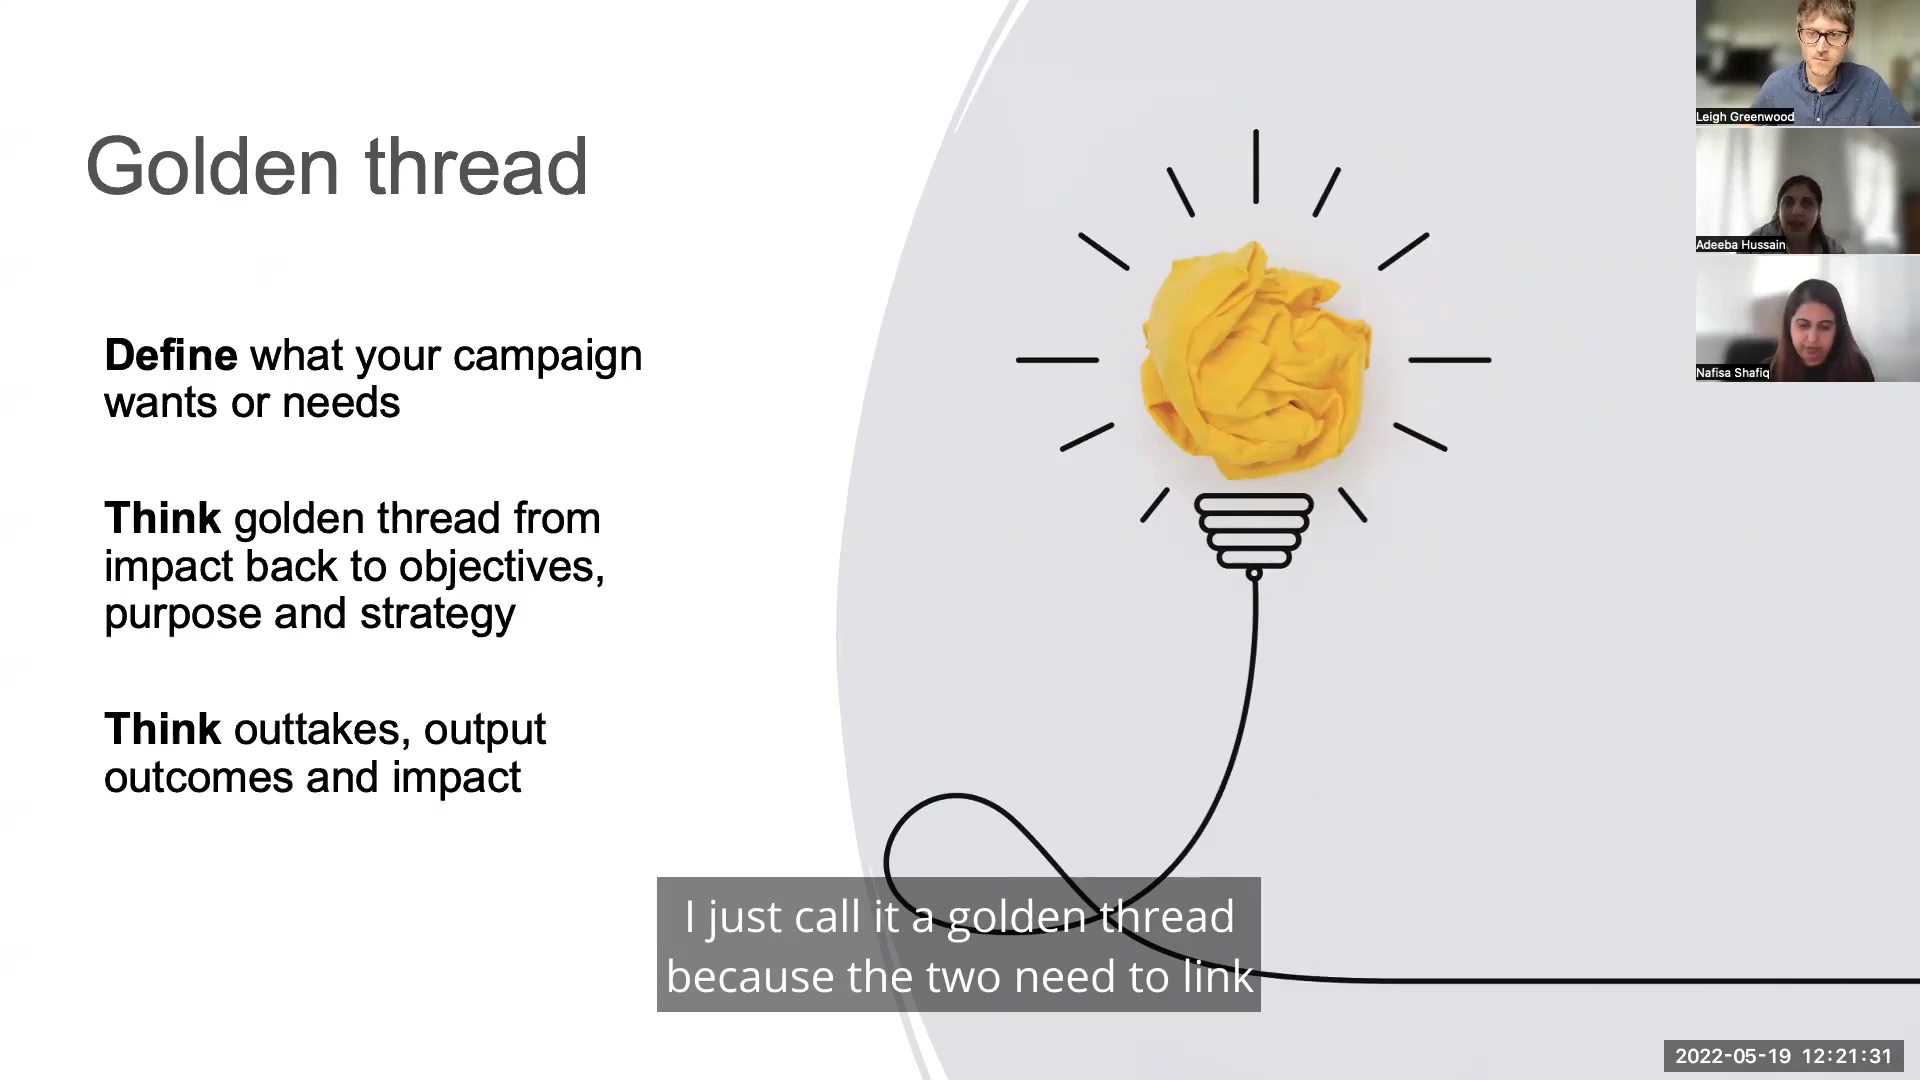 Golden thread
Define what your campaign
wants or needs
Think golden thread from
impact back to objectives,
purpose and strategy
Think outtakes, output
outcomes and impact
Leigh Greenwood
Adeeba Hussain
Nafisa Shafiq
I just call it a golden thread
because the two need to link
2022-05-19 12:21:31